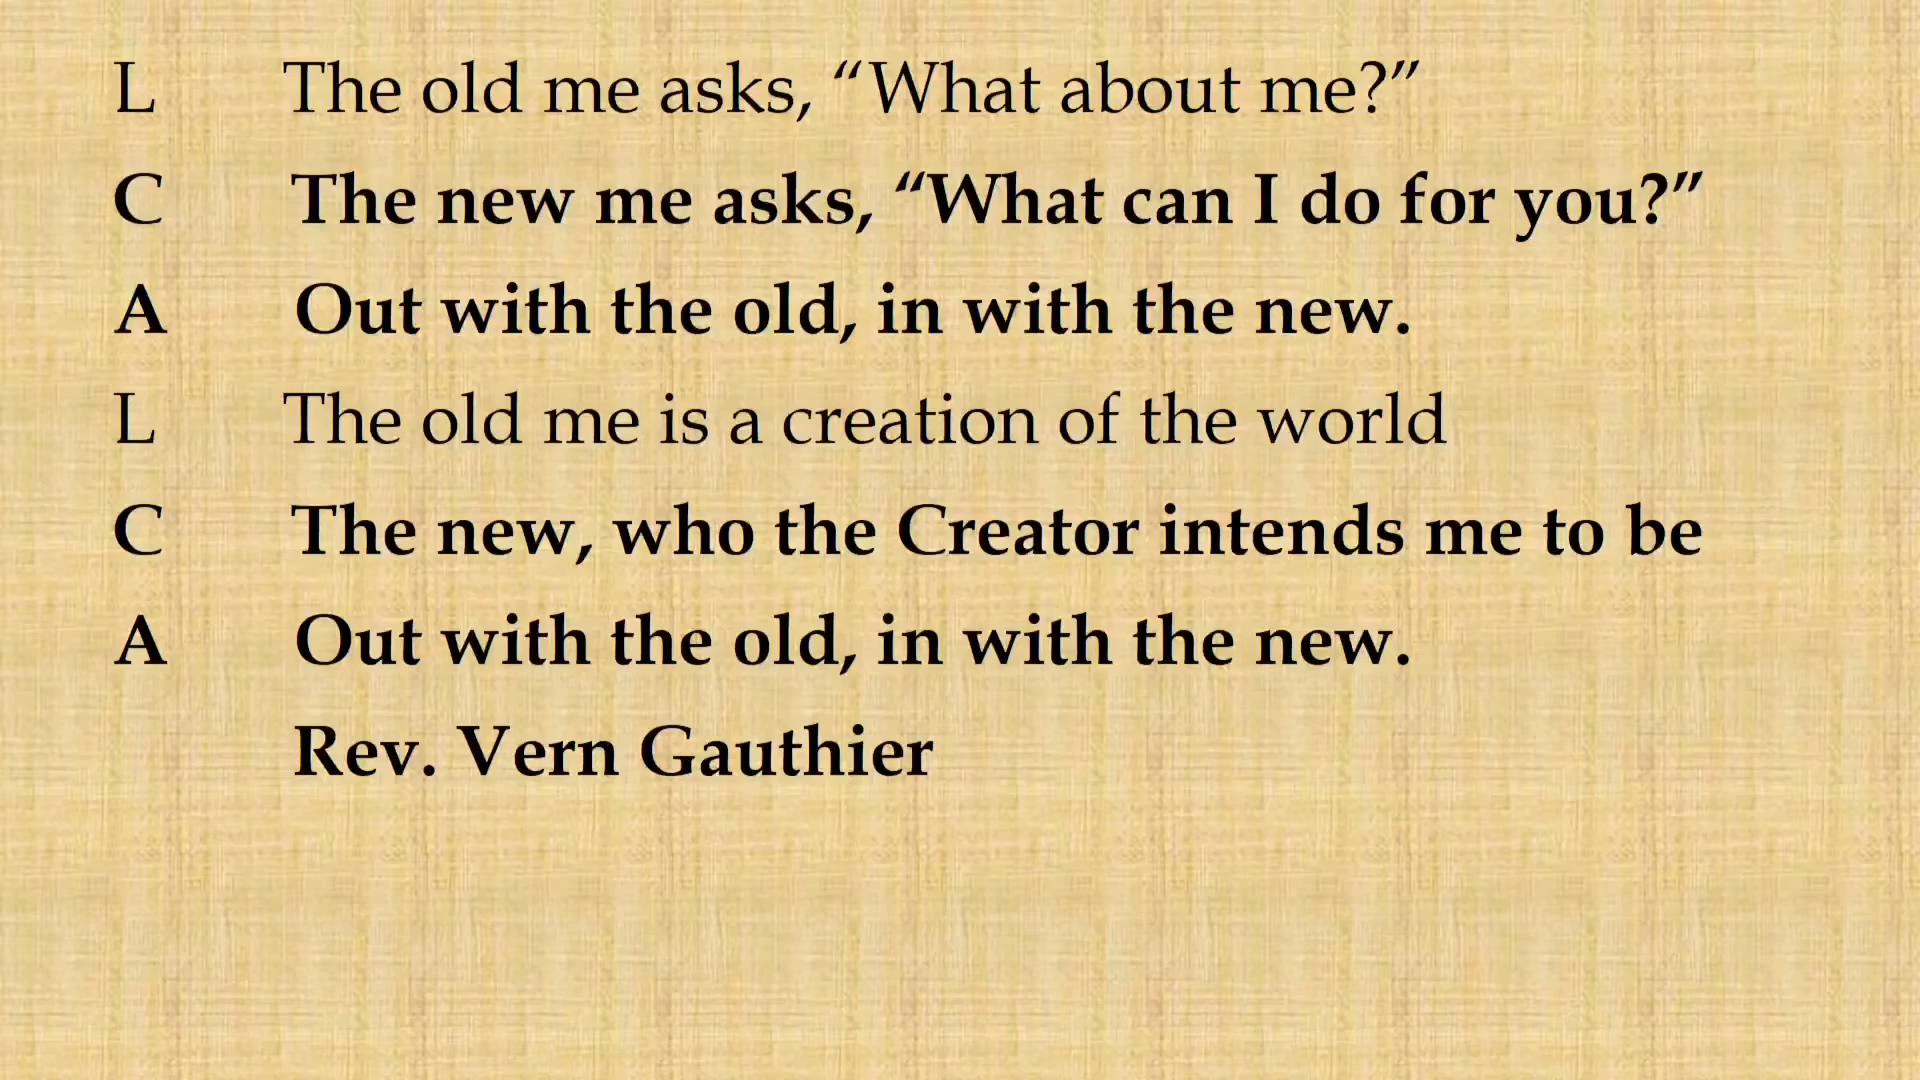 L The old me asks, “What about me?”
C The new me asks, “What can I do for you?”
A Out with the old, in with the new.
L The old me is a creation of the world
C The new, who the Creator intends me to be
A Out with the old, in with the new.
Rev. Vern Gauthier